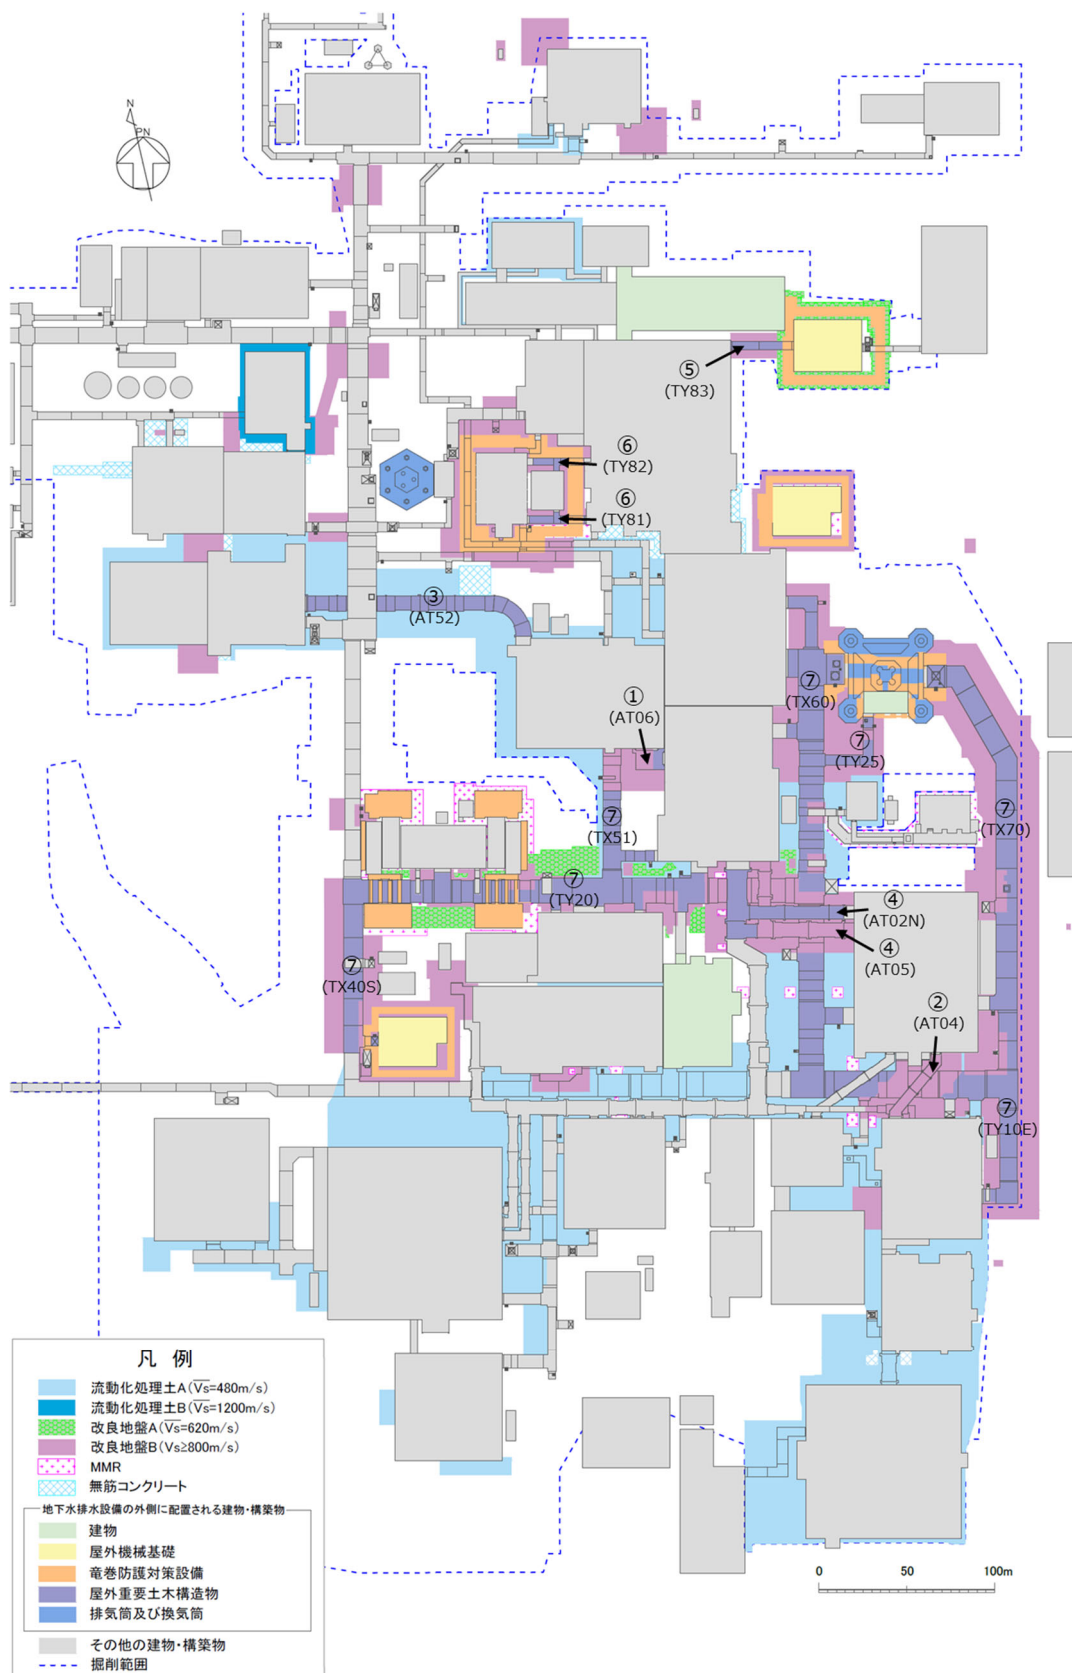 N
PN
⑤
(TY83)
⑥
(TY82)
⑥
(TY81)
③
(AT52)
①
(AT06)
⑦
(TX60)
⑦
(TY25)
⑦
(TX51)
⑦
(TX70)
⑦
(TY20)
④
(AT02N)
④
(AT05)
⑦
(TX40S)
②
(AT04)
⑦
(TY10E)
凡 例
流動化処理土A(V̅s=480m/s)
流動化処理土B(V̅s=1200m/s)
改良地盤A(V̅s=620m/s)
改良地盤B(Vs≥800m/s)
MMR
無筋コンクリート
地下水排水設備の外側に配置される建物・構築物
建物
屋外機械基礎
竜巻防護対策設備
屋外重要土木構造物
排気筒及び換気筒
その他の建物・構築物
掘削範囲
0 50 100m